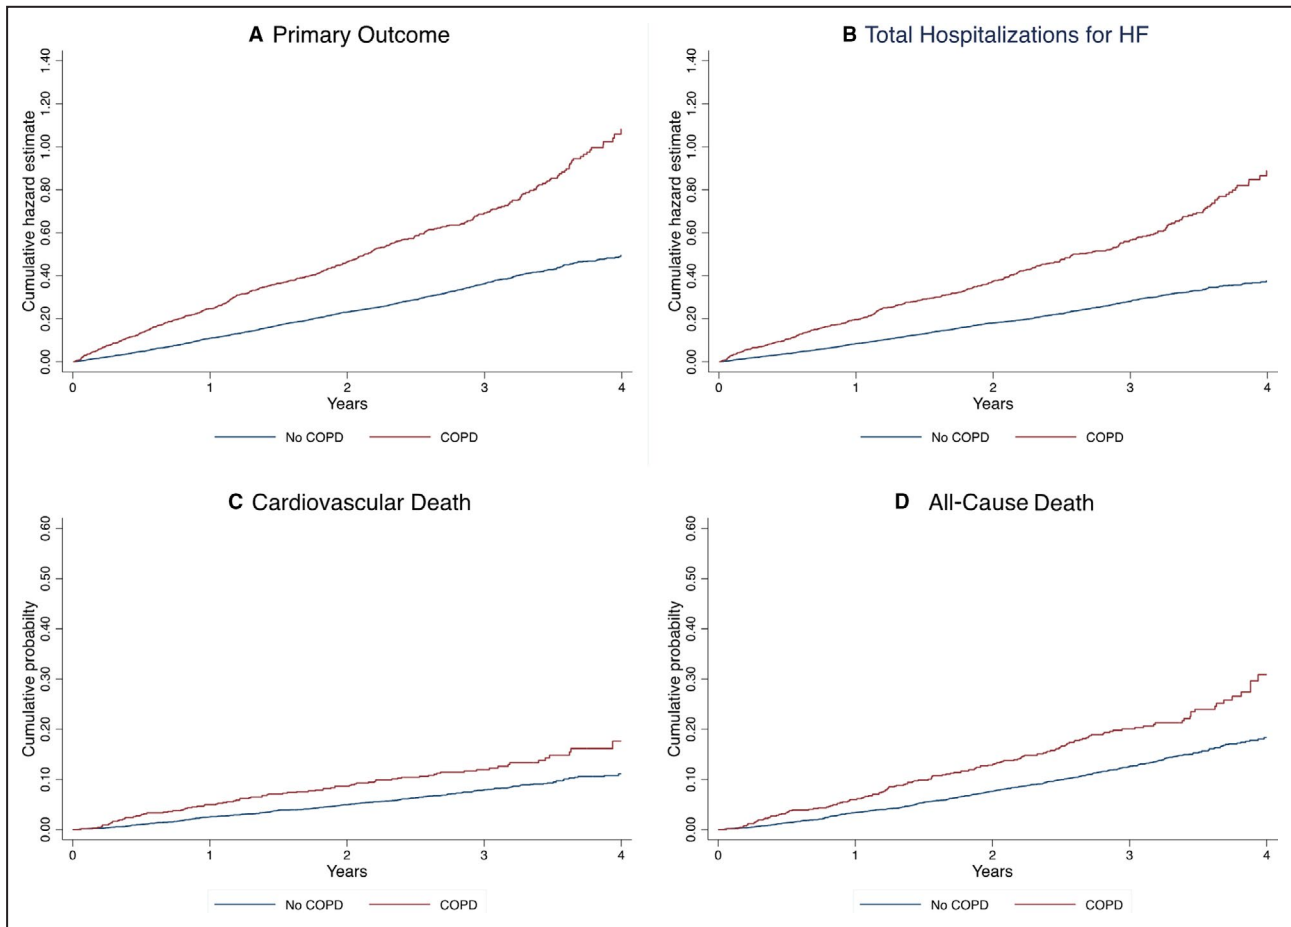 A Primary Outcome
Cumulative hazard estimate
1.40
1.20
1.00
0.80
0.60
0.40
0.20
0.00
0 1 2 3 4
Years
No COPD COPD
B Total Hospitalizations for HF
Cumulative hazard estimate
1.40
1.20
1.00
0.80
0.60
0.40
0.20
0.00
0 1 2 3 4
Years
No COPD COPD
C Cardiovascular Death
Cumulative probabilty
0.60
0.50
0.40
0.30
0.20
0.10
0.00
0 1 2 3 4
Years
No COPD COPD
D All-Cause Death
Cumulative probabilty
0.60
0.50
0.40
0.30
0.20
0.10
0.00
0 1 2 3 4
Years
No COPD COPD